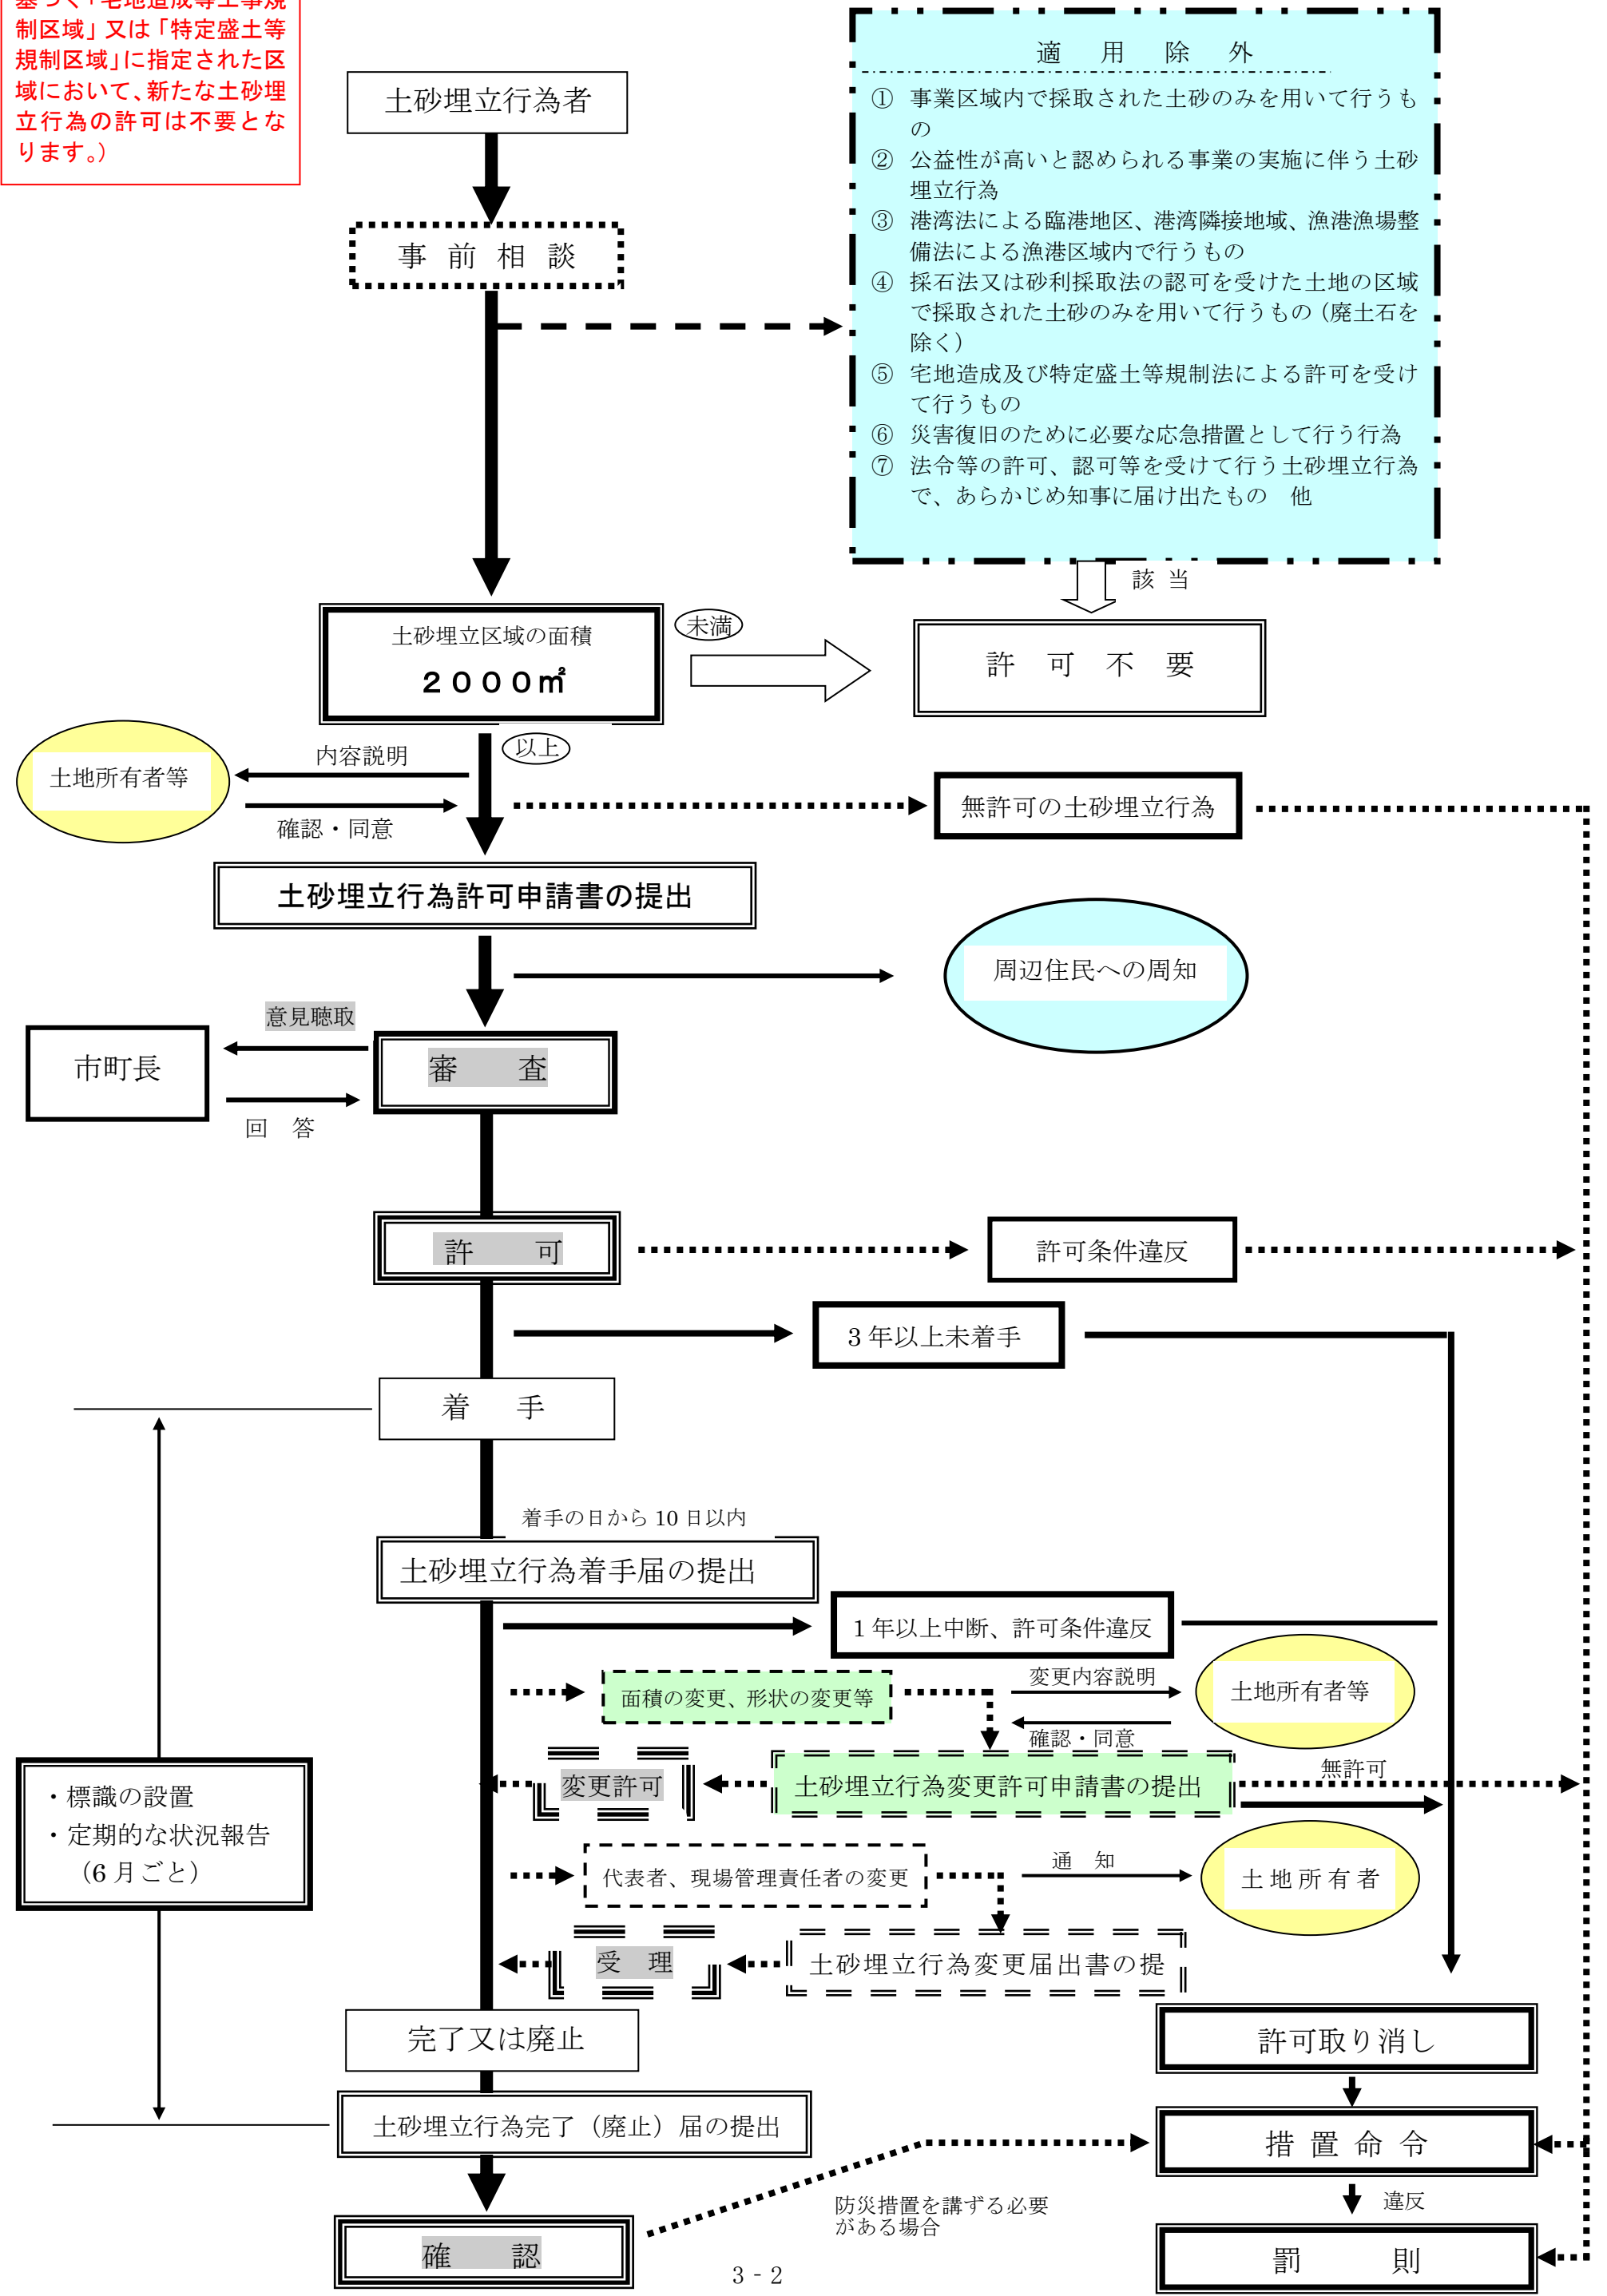 基づく「宅地造成等工事規
制区域」又は「特定盛土等
規制区域」に指定された区
域において、新たな土砂埋
立行為の許可は不要とな
ります。）
土砂埋立行為者
事前相談
適用除外
① 事業区域内で採取された土砂のみを用いて行うも
の
② 公益性が高いと認められる事業の実施に伴う土砂
埋立行為
③ 港湾法による臨港地区、港湾隣接地域、漁港漁場整
備法による漁港区域内で行うもの
④ 採石法又は砂利採取法の認可を受けた土地の区域
で採取された土砂のみを用いて行うもの（廃土石を
除く）
⑤ 宅地造成及び特定盛土等規制法による許可を受け
て行うもの
⑥ 災害復旧のために必要な応急措置として行う行為
⑦ 法令等の許可、認可等を受けて行う土砂埋立行為
で、あらかじめ知事に届け出たもの　他
該当
土砂埋立区域の面積
２０００㎡
未満
許可不要
以上
土地所有者等
内容説明
確認・同意
無許可の土砂埋立行為
土砂埋立行為許可申請書の提出
周辺住民への周知
意見聴取
市町長
審査
回答
許可
許可条件違反
3年以上未着手
着手
着手の日から10日以内
土砂埋立行為着手届の提出
1年以上中断、許可条件違反
面積の変更、形状の変更等
変更内容説明
土地所有者等
確認・同意
変更許可
土砂埋立行為変更許可申請書の提出
無許可
・標識の設置
・定期的な状況報告
（6月ごと）
代表者、現場管理責任者の変更
通知
土地所有者
受理
土砂埋立行為変更届出書の提
完了又は廃止
許可取り消し
土砂埋立行為完了（廃止）届の提出
措置命令
防災措置を講ずる必要
がある場合
違反
確認
罰則
3 - 2